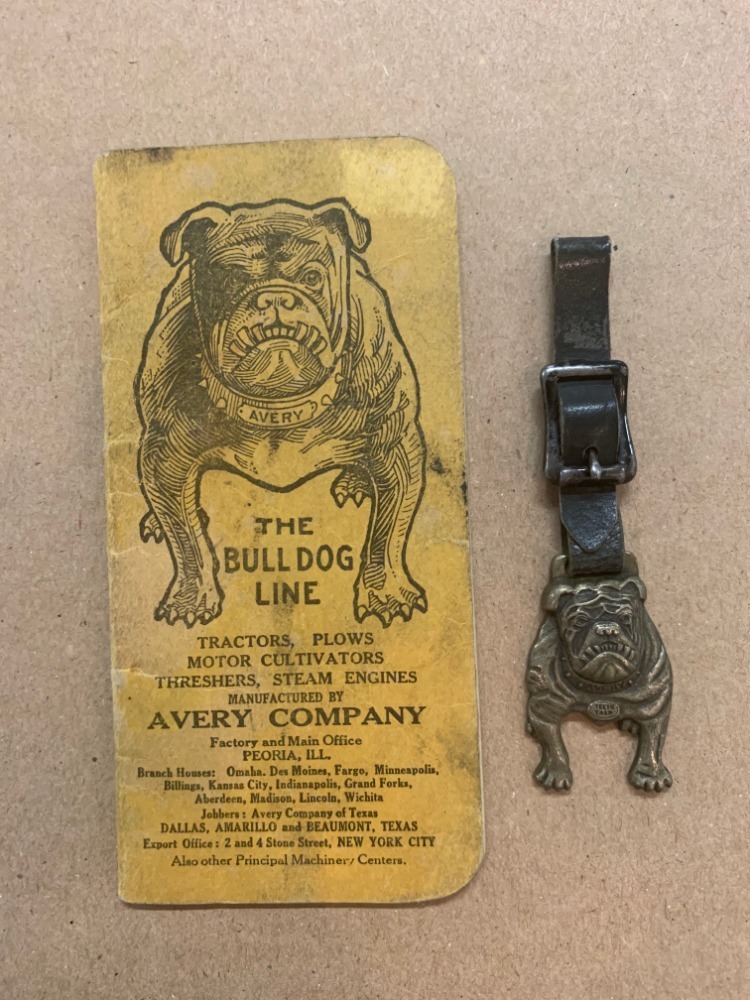 AVERY
THE
BULL DOG
LINE
TRACTORS, PLOWS
MOTOR CULTIVATORS
THRESHERS, STEAM ENGINES
MANUFACTURED BY
AVERY COMPANY
Factory and Main Office
PEORIA, ILL.
Branch Houses: Omaha. Des Moines, Fargo, Minneapolis,
Billings, Kansas City, Indianapolis, Grand Forks,
Aberdeen, Madison, Lincoln, Wichita
Jobbers: Avery Company of Texas
DALLAS, AMARILLO and BEAUMONT, TEXAS
Export Office: 2 and 4 Stone Street, NEW YORK CITY
Also other Principal Machinery Centers.
TEETH
TALK